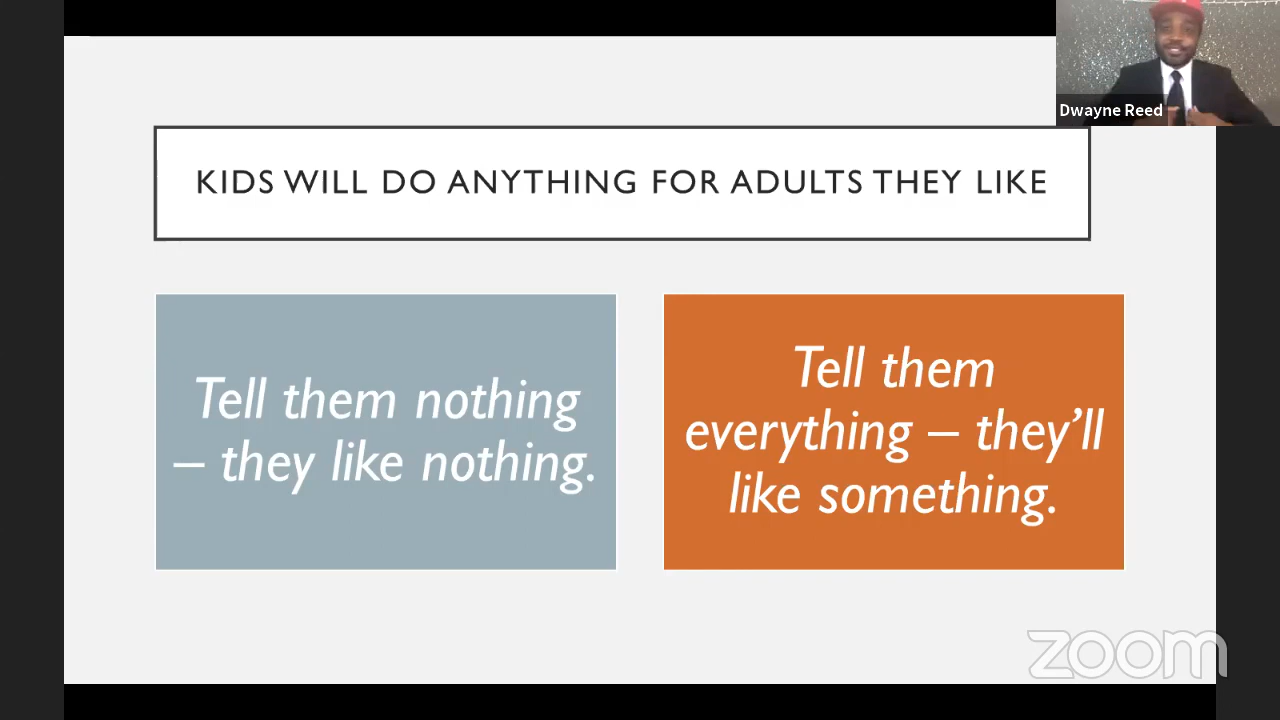 Dwayne Reed
KIDS WILL DO ANYTHING FOR ADULTS THEY LIKE
Tell them nothing
– they like nothing.
Tell them
everything – they’ll
like something.
zoom